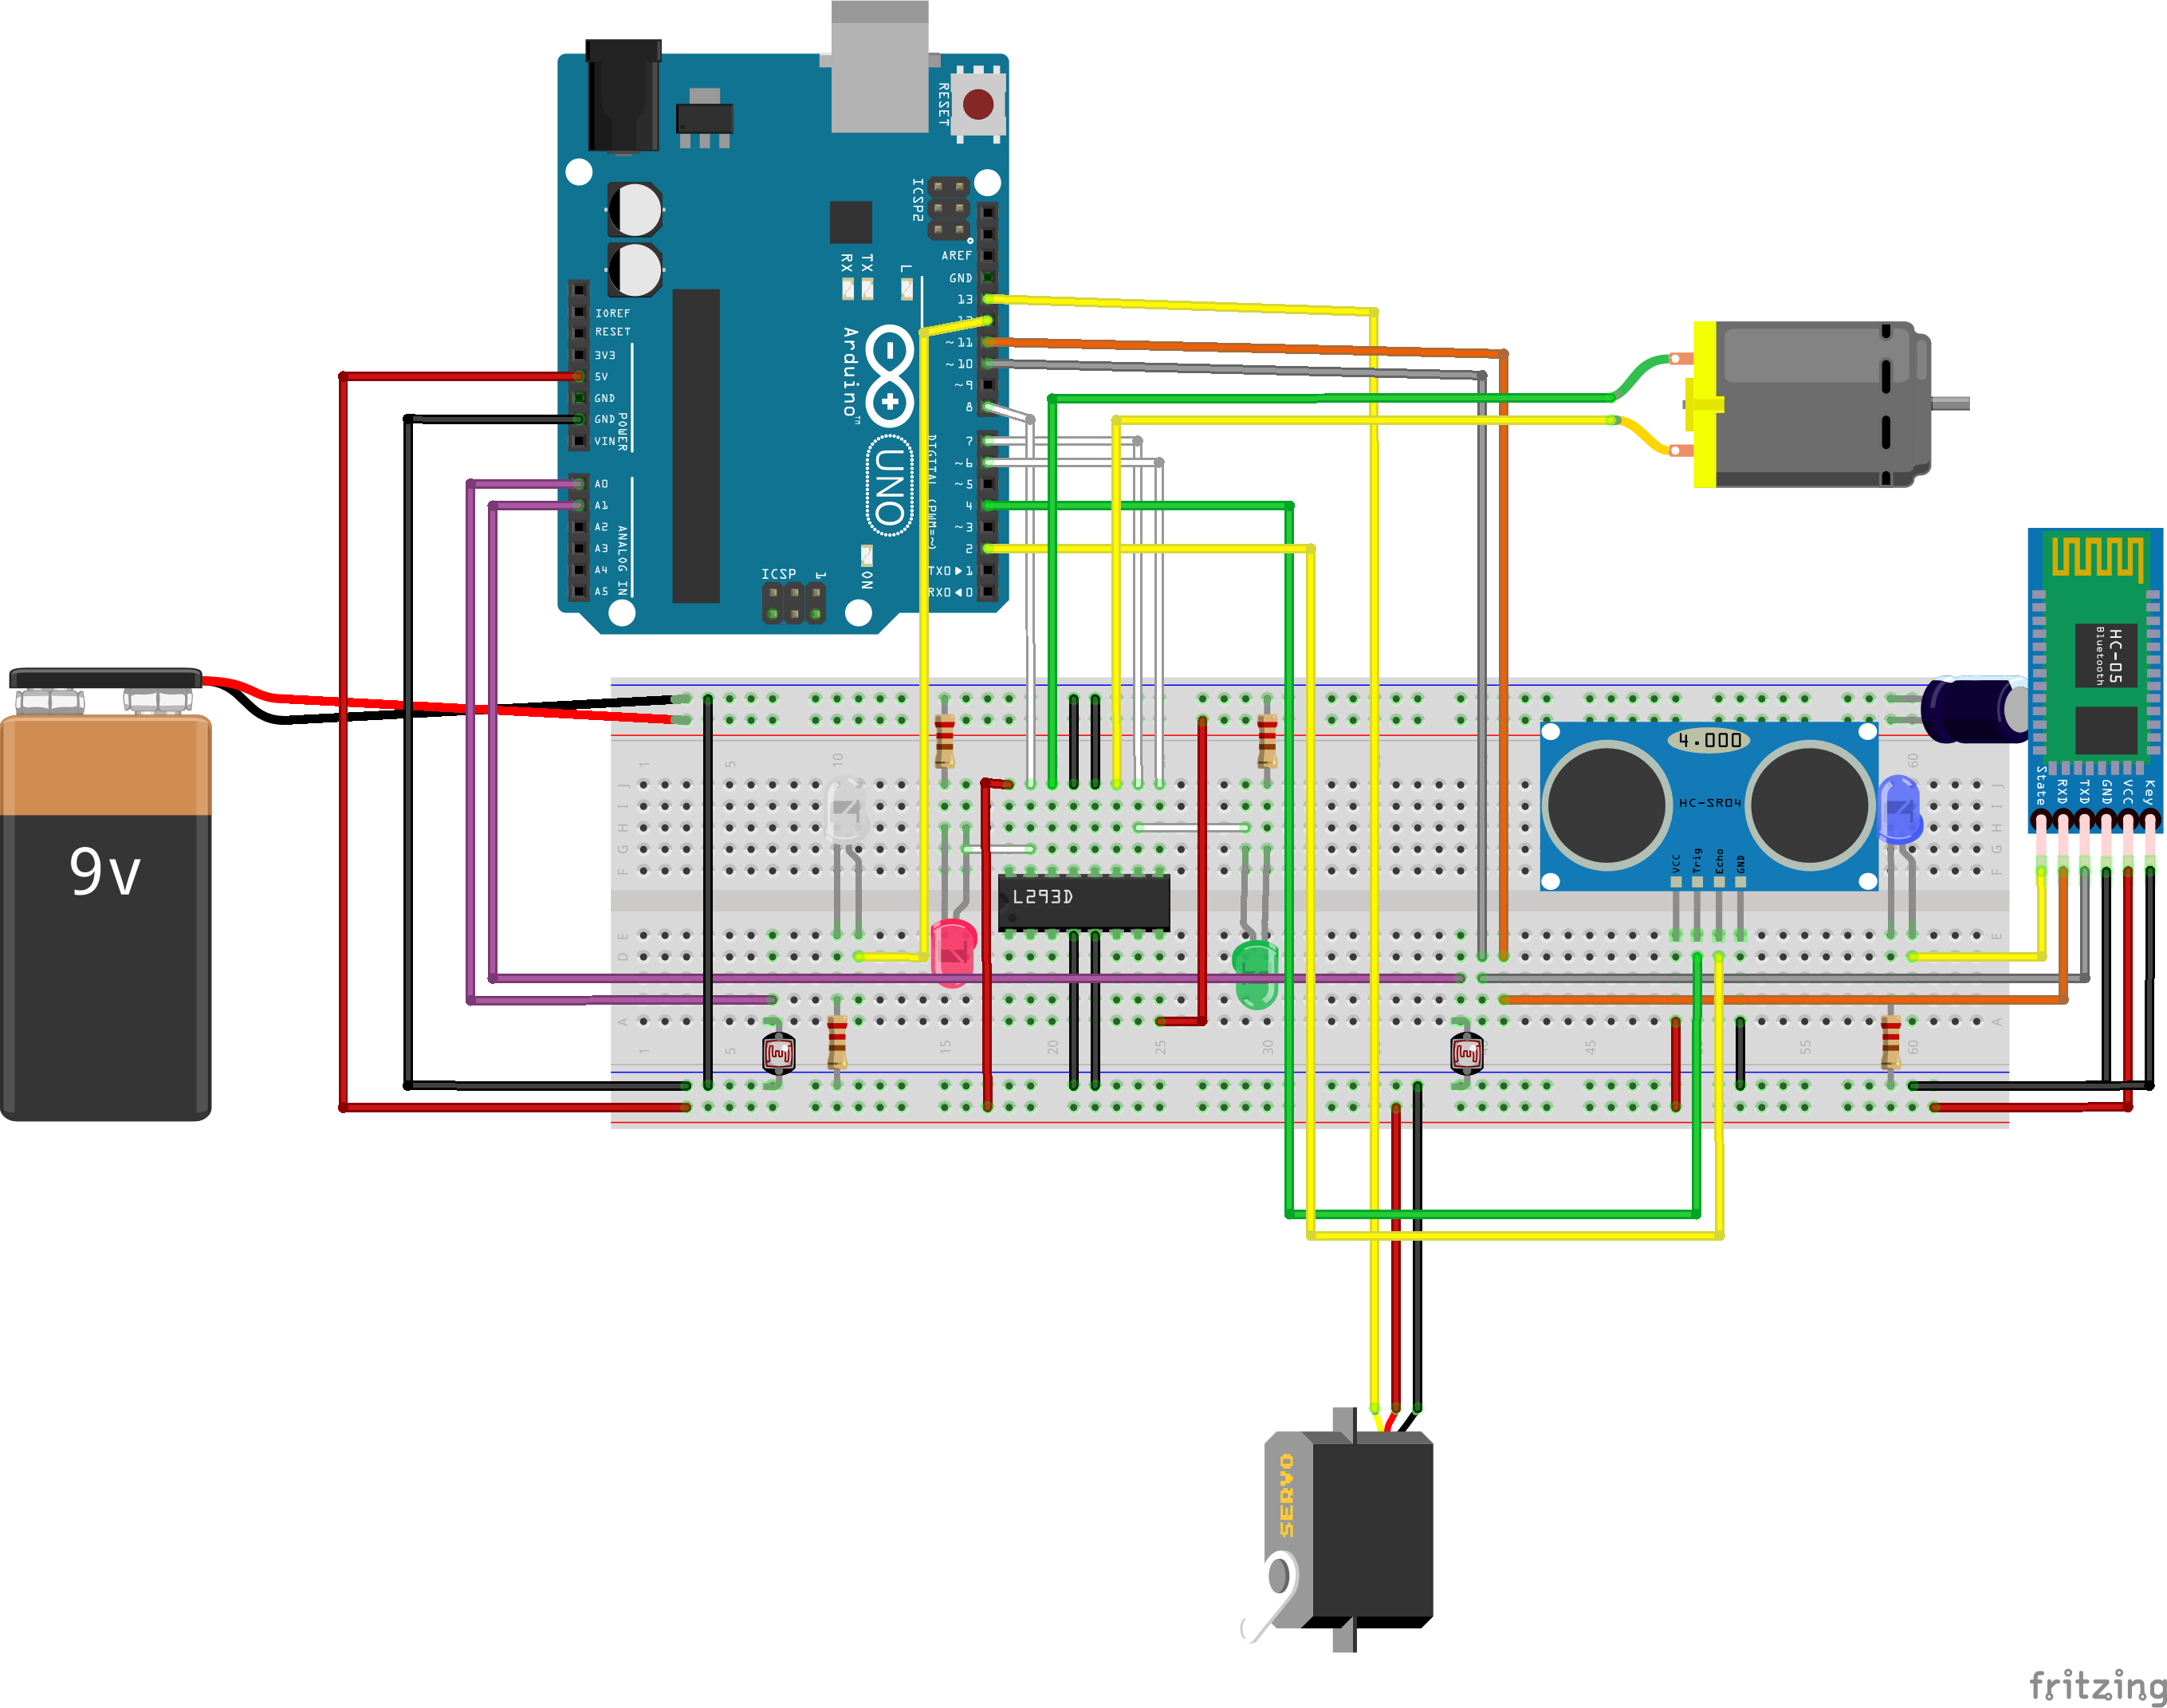 RESET
ICSP2
AREF
GND
13
12
~11
~10
~9
8
7
~6
~5
4
~3
2
TX0▶1
RX0◀0
DIGITAL (PWM=~)
RX
TX
L
Arduino™
UNO
ON
ICSP
1
IOREF
RESET
3V3
5V
GND
GND
VIN
POWER
A0
A1
A2
A3
A4
A5
ANALOG IN
9v
HC-05
Bluetooth
State
RXD
TXD
GND
VCC
Key
4.000
HC-SR04
VCC
Trig
Echo
GND
L293D
1
5
10
60
J
I
H
G
F
E
D
A
J
I
H
G
F
E
A
1
5
15
20
25
30
45
55
60
SERVO
fritzing